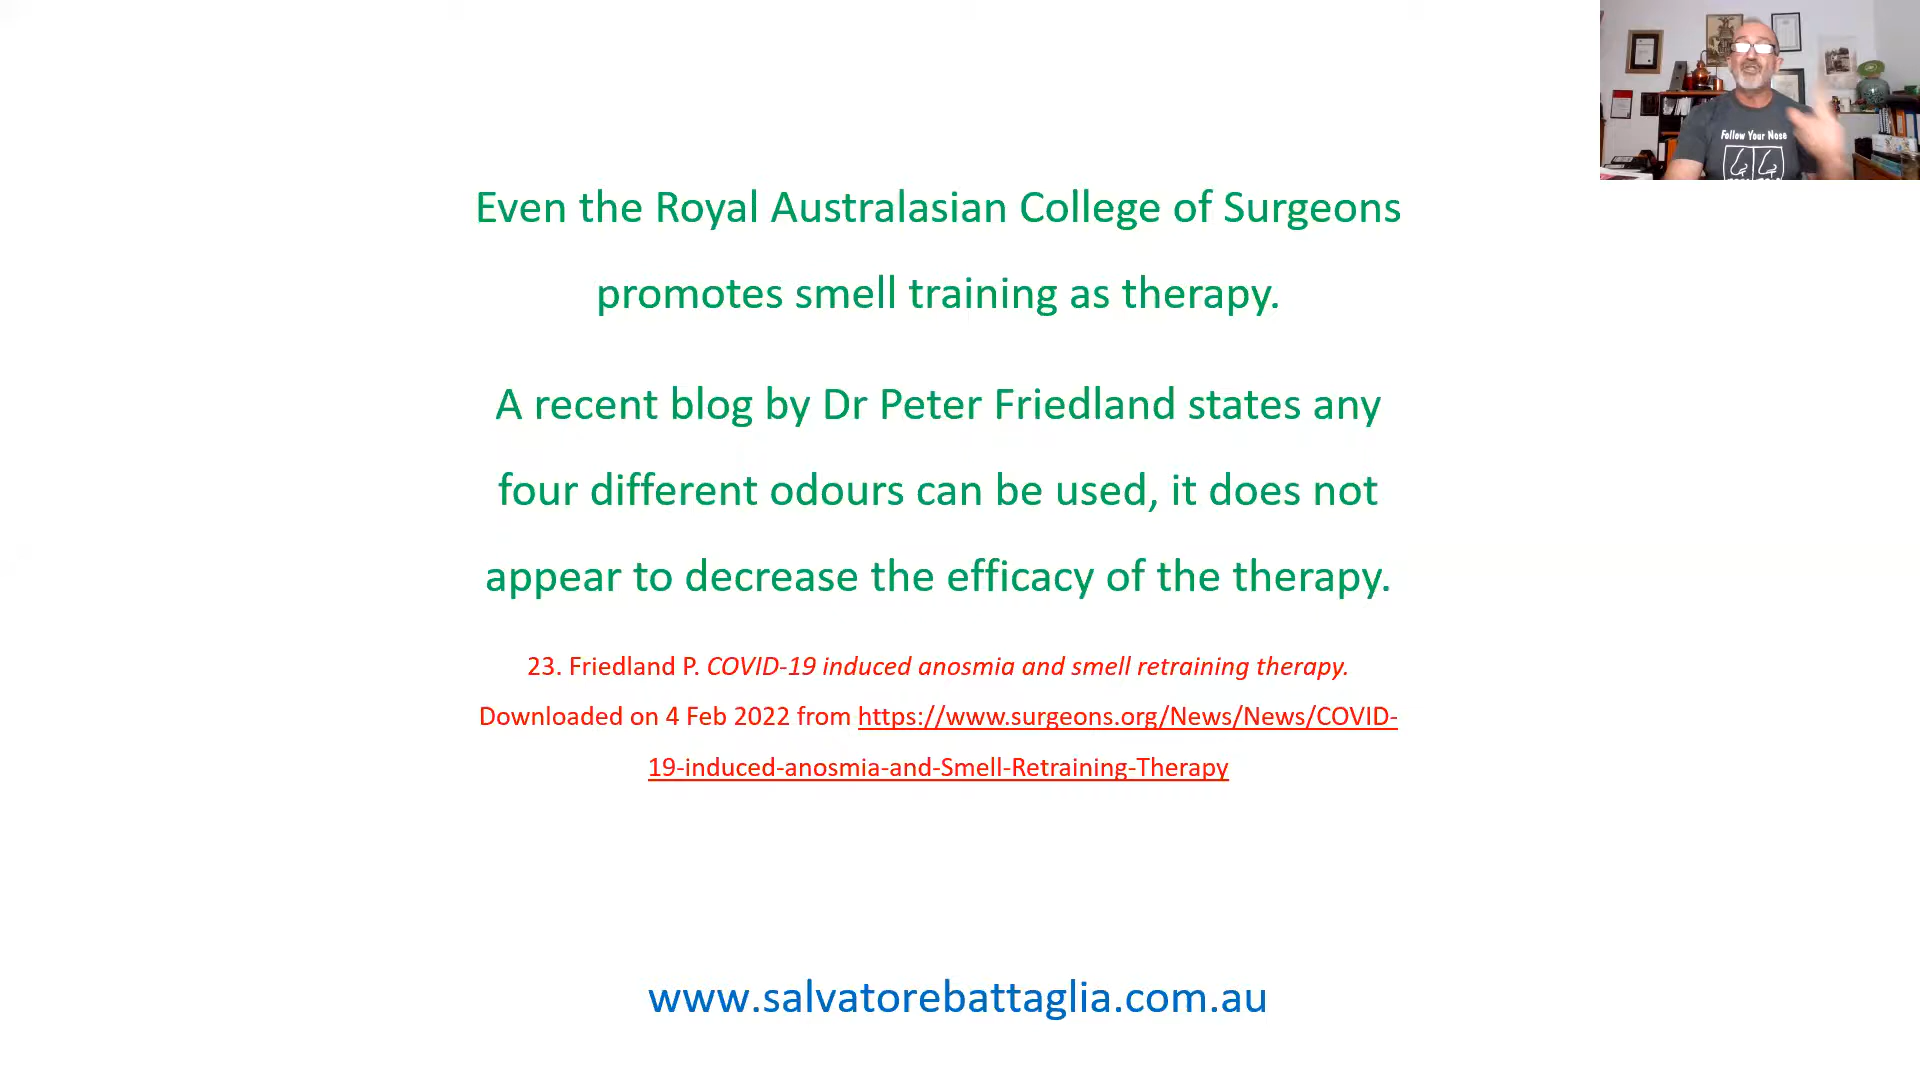 Even the Royal Australasian College of Surgeons
promotes smell training as therapy.
A recent blog by Dr Peter Friedland states any
four different odours can be used, it does not
appear to decrease the efficacy of the therapy.
23. Friedland P. COVID-19 induced anosmia and smell retraining therapy.
Downloaded on 4 Feb 2022 from https://www.surgeons.org/News/News/COVID-
19-induced-anosmia-and-Smell-Retraining-Therapy
www.salvatorebattaglia.com.au
Follow Your Nose